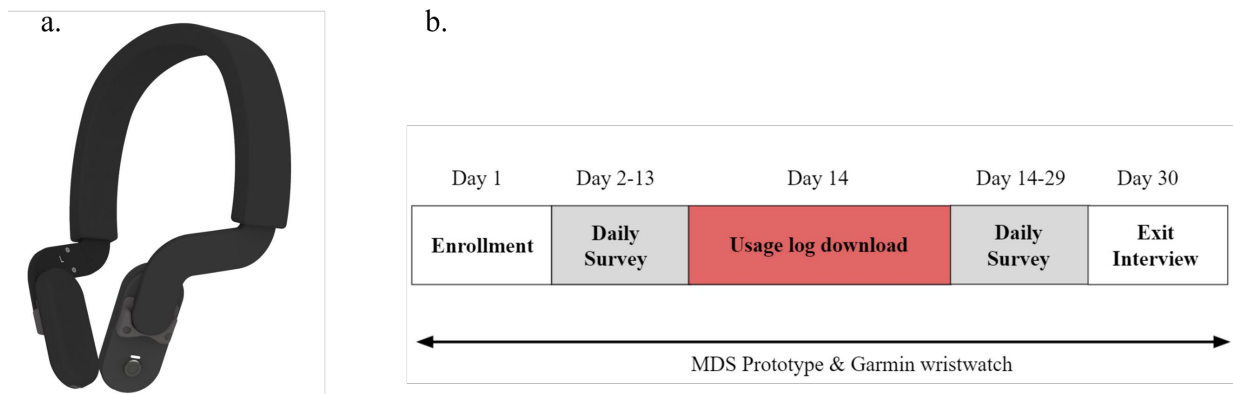 a.
b.
Day 1
Day 2-13
Day 14
Day 14-29
Day 30
Enrollment
Daily
Survey
Usage log download
Daily
Survey
Exit
Interview
MDS Prototype & Garmin wristwatch
L